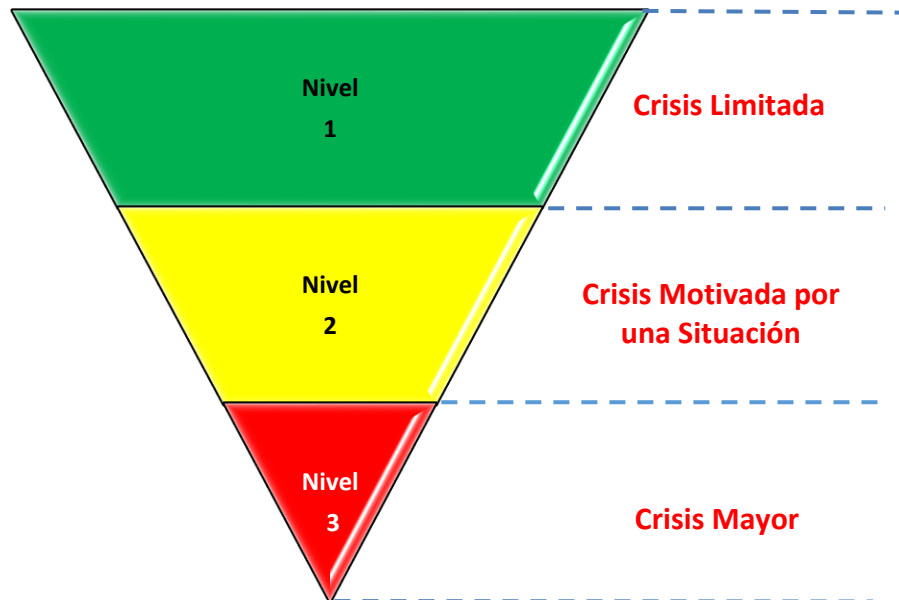 Nivel
1
Crisis Limitada
Nivel
2
Crisis Motivada por
una Situación
Nivel
3
Crisis Mayor